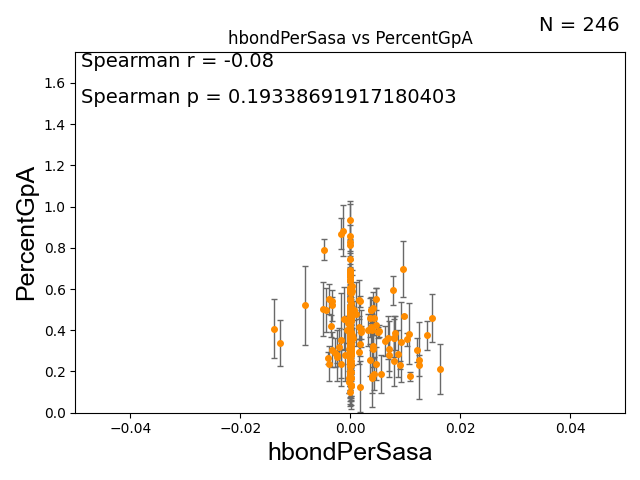 N = 246
hbondPerSasa vs PercentGpA
Spearman r = -0.08
Spearman p = 0.19338691917180403
PercentGpA
1.6
1.4
1.2
1.0
0.8
0.6
0.4
0.2
0.0
−0.04
−0.02
0.00
0.02
0.04
hbondPerSasa